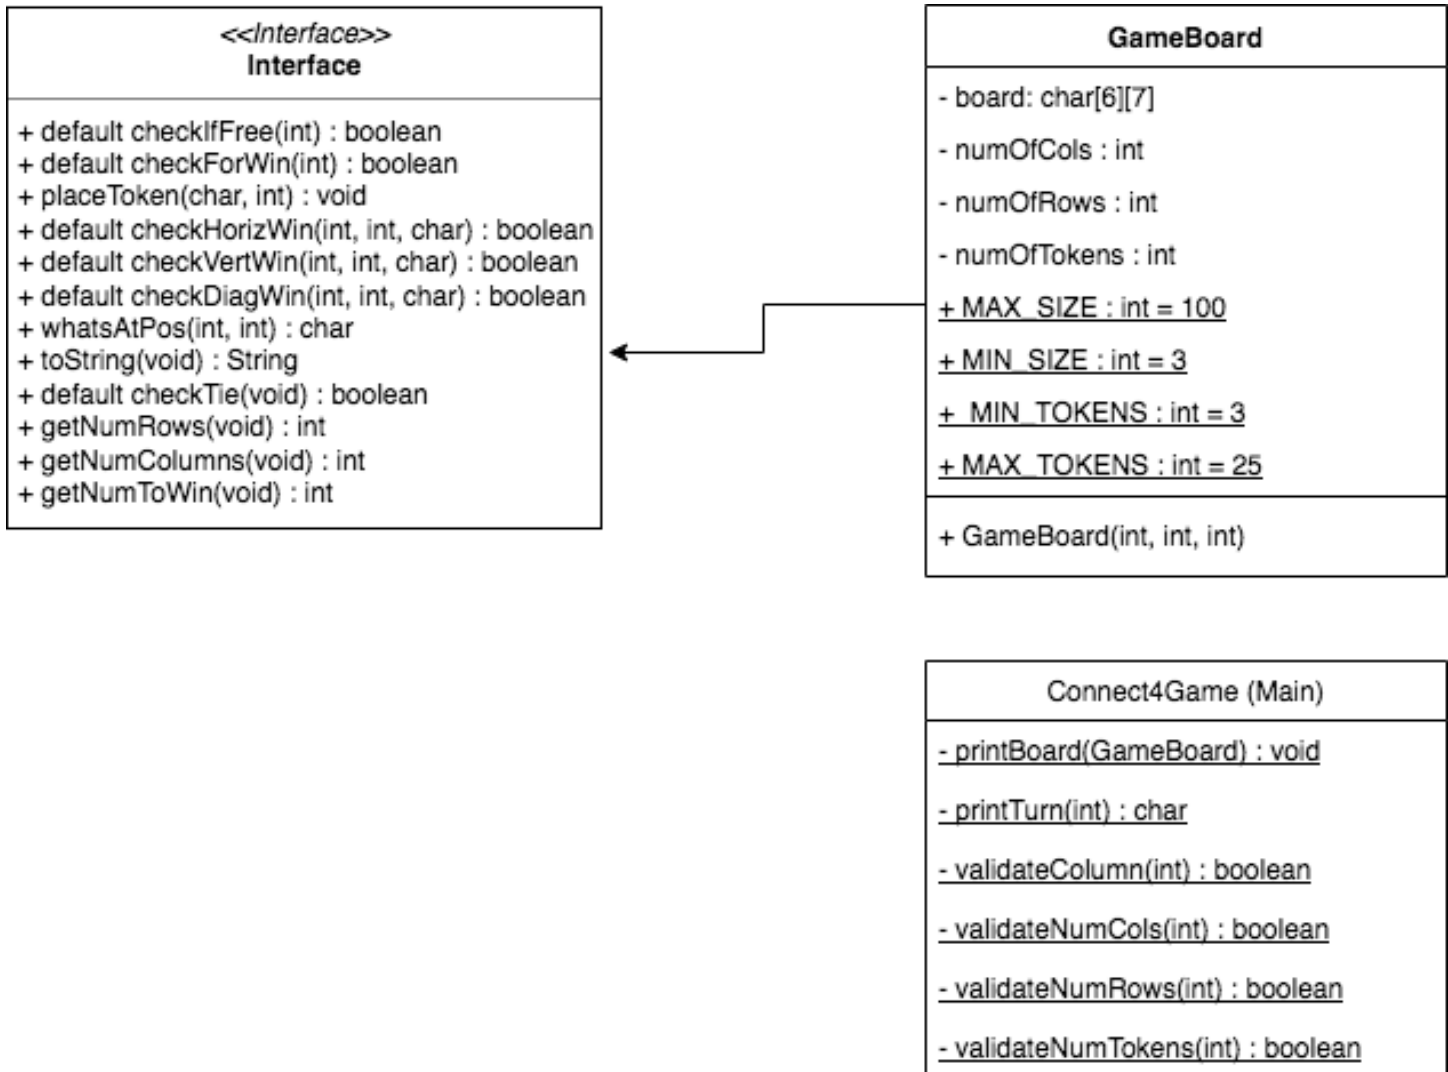 <<Interface>>
Interface
+ default checkIfFree(int) : boolean
+ default checkForWin(int) : boolean
+ placeToken(char, int) : void
+ default checkHorizWin(int, int, char) : boolean
+ default checkVertWin(int, int, char) : boolean
+ default checkDiagWin(int, int, char) : boolean
+ whatsAtPos(int, int) : char
+ toString(void) : String
+ default checkTie(void) : boolean
+ getNumRows(void) : int
+ getNumColumns(void) : int
+ getNumToWin(void) : int
GameBoard
- board: char[6][7]
- numOfCols : int
- numOfRows : int
- numOfTokens : int
+ MAX_SIZE : int = 100
+ MIN_SIZE : int = 3
+ MIN_TOKENS : int = 3
+ MAX_TOKENS : int = 25
+ GameBoard(int, int, int)
Connect4Game (Main)
- printBoard(GameBoard) : void
- printTurn(int) : char
- validateColumn(int) : boolean
- validateNumCols(int) : boolean
- validateNumRows(int) : boolean
- validateNumTokens(int) : boolean